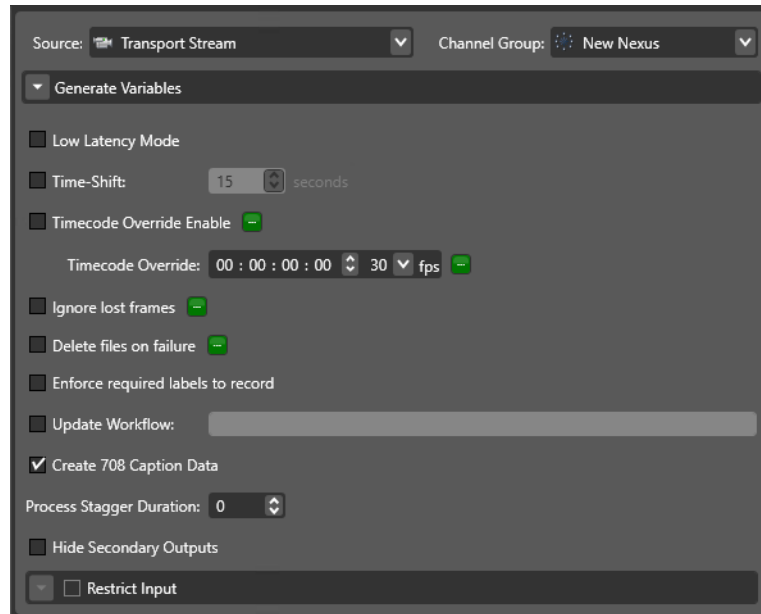 Source: Transport Stream Channel Group: New Nexus
Generate Variables
Low Latency Mode
Time-Shift: 15 seconds
Timecode Override Enable
Timecode Override: 00 : 00 : 00 : 00 30 fps
Ignore lost frames
Delete files on failure
Enforce required labels to record
Update Workflow:
Create 708 Caption Data
Process Stagger Duration: 0
Hide Secondary Outputs
Restrict Input